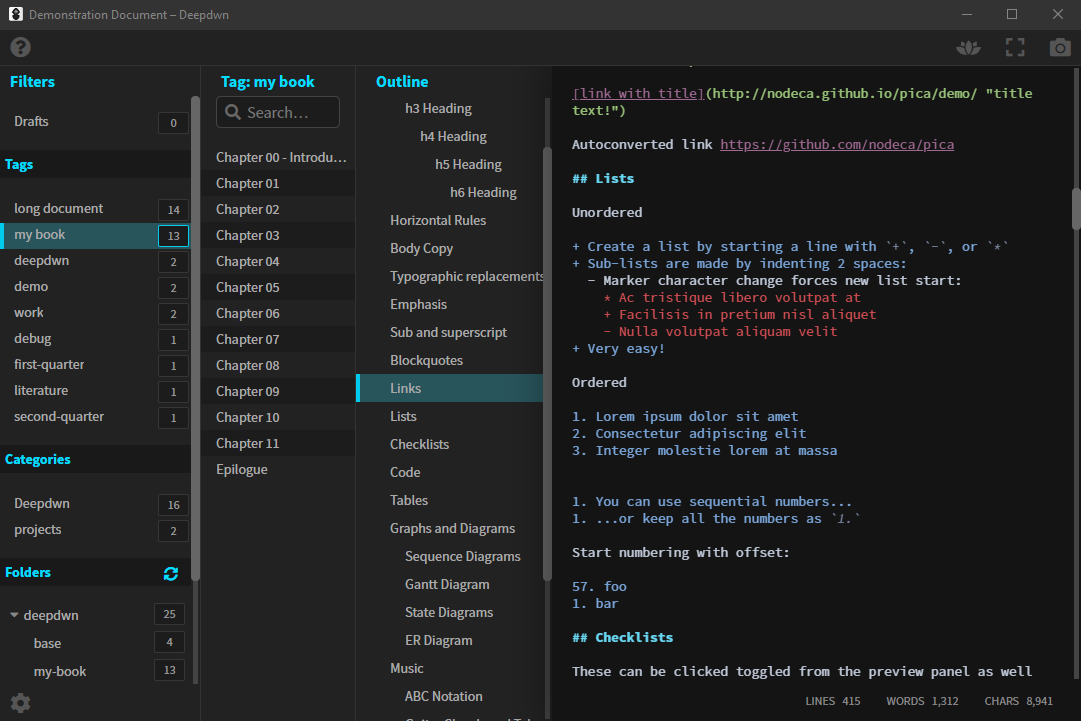 Demonstration Document – Deepdwn
Filters
Drafts 0
Tags
long document 14
my book 13
deepdwn 2
demo 2
work 2
debug 1
first-quarter 1
literature 1
second-quarter 1
Categories
Deepdwn 16
projects 2
Folders
deepdwn 25
base 4
my-book 13
Tag: my book
Search…
Chapter 00 - Introdu…
Chapter 01
Chapter 02
Chapter 03
Chapter 04
Chapter 05
Chapter 06
Chapter 07
Chapter 08
Chapter 09
Chapter 10
Chapter 11
Epilogue
Outline
h3 Heading
h4 Heading
h5 Heading
h6 Heading
Horizontal Rules
Body Copy
Typographic replacements
Emphasis
Sub and superscript
Blockquotes
Links
Lists
Checklists
Code
Tables
Graphs and Diagrams
Sequence Diagrams
Gantt Diagram
State Diagrams
ER Diagram
Music
ABC Notation
[link with title](http://nodeca.github.io/pica/demo/ "title
text!")
Autoconverted link https://github.com/nodeca/pica
## Lists
Unordered
+ Create a list by starting a line with `+`, `-`, or `*`
+ Sub-lists are made by indenting 2 spaces:
- Marker character change forces new list start:
* Ac tristique libero volutpat at
+ Facilisis in pretium nisl aliquet
- Nulla volutpat aliquam velit
+ Very easy!
Ordered
1. Lorem ipsum dolor sit amet
2. Consectetur adipiscing elit
3. Integer molestie lorem at massa
1. You can use sequential numbers...
1. ...or keep all the numbers as `1.`
Start numbering with offset:
57. foo
1. bar
## Checklists
These can be clicked toggled from the preview panel as well
LINES 415 WORDS 1,312 CHARS 8,941